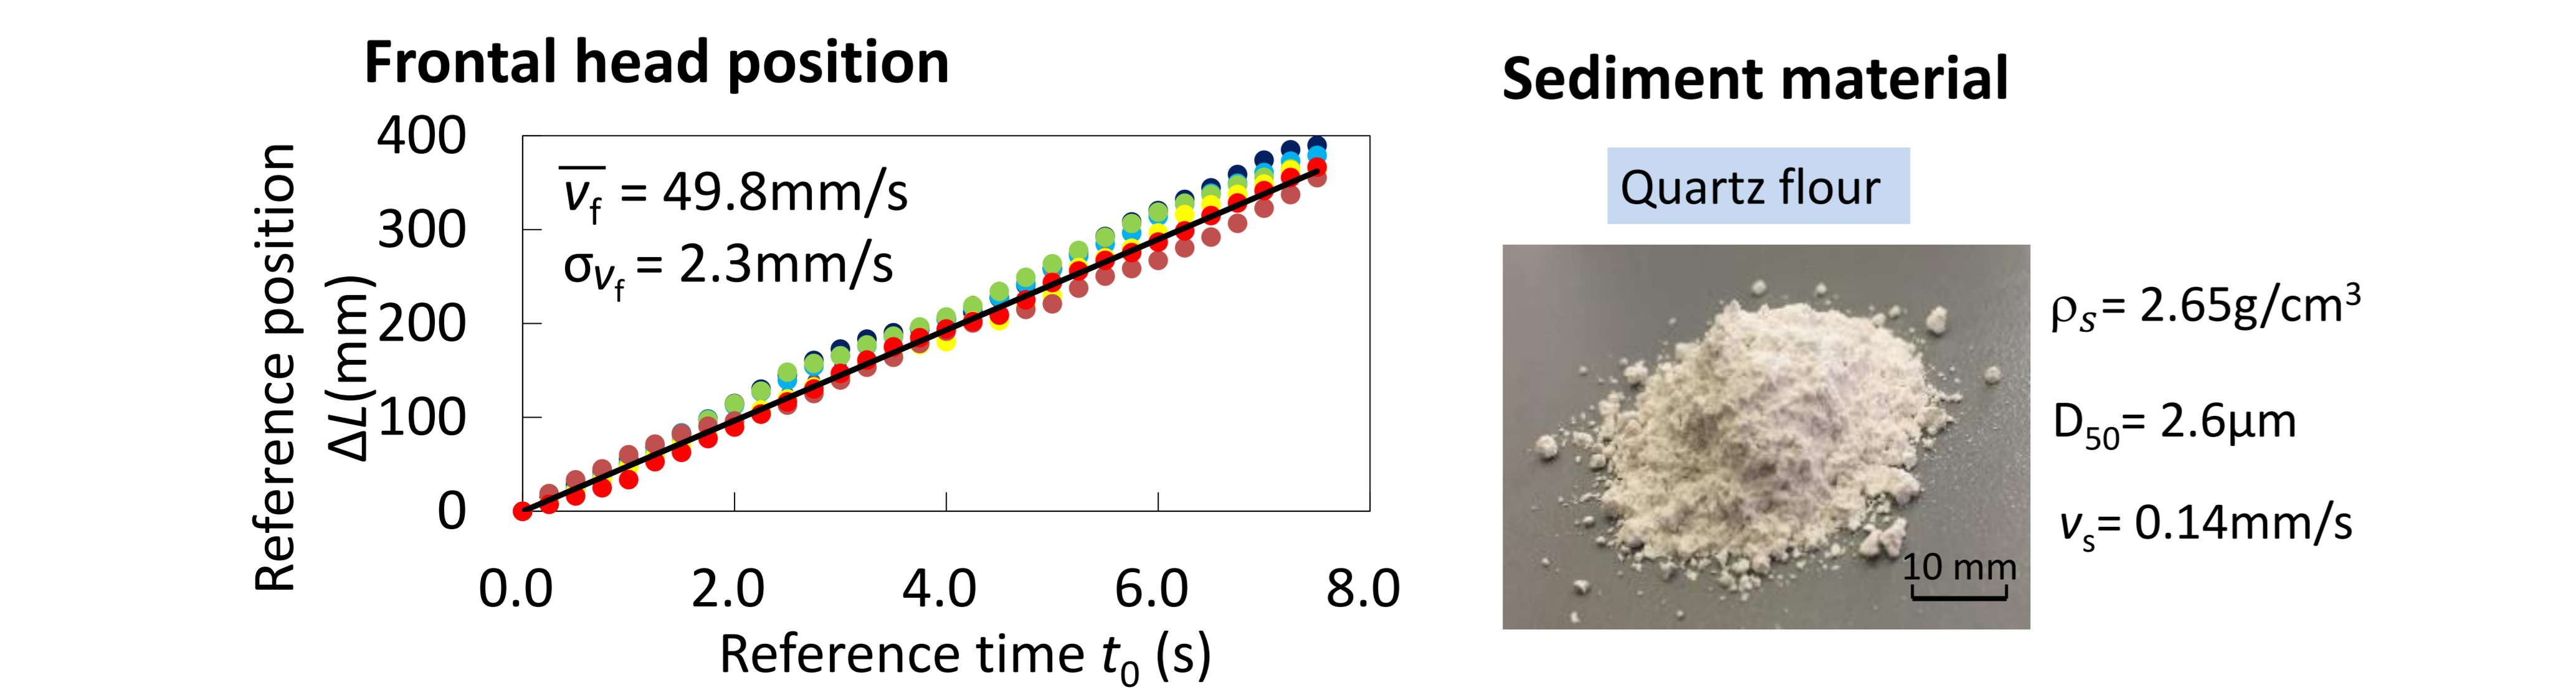 Frontal head position
Reference position
ΔL(mm)
400
300
200
100
0
v̅f = 49.8mm/s
σvf = 2.3mm/s
0.0 2.0 4.0 6.0 8.0
Reference time t0 (s)
Sediment material
Quartz flour
10 mm
ρS= 2.65g/cm³
D50= 2.6µm
vs= 0.14mm/s